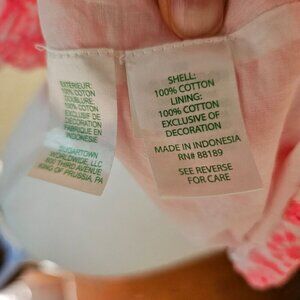 EXTERIEUR:
100% COTON
DOUBLURE:
100% COTON
EXCLUSIF DE
DECORATION
FABRIQUE EN
INDONESIE
SUGARTOWN
WORLDWIDE, LLC
800 THIRD AVENUE
KING OF PRUSSIA, PA
SHELL:
100% COTTON
LINING:
100% COTTON
EXCLUSIVE OF
DECORATION
MADE IN INDONESIA
RN# 88189
SEE REVERSE
FOR CARE